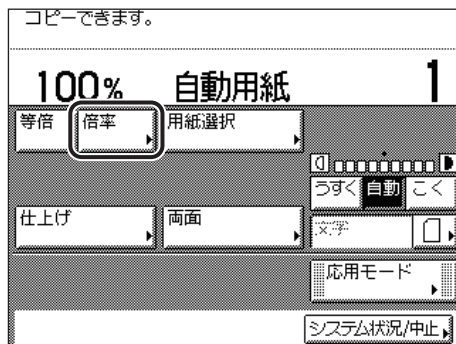 コピーできます。
100% 自動用紙 1
等倍 倍率 用紙選択
うすく 自動 こく
仕上げ 両面 文字
応用モード
システム状況/中止